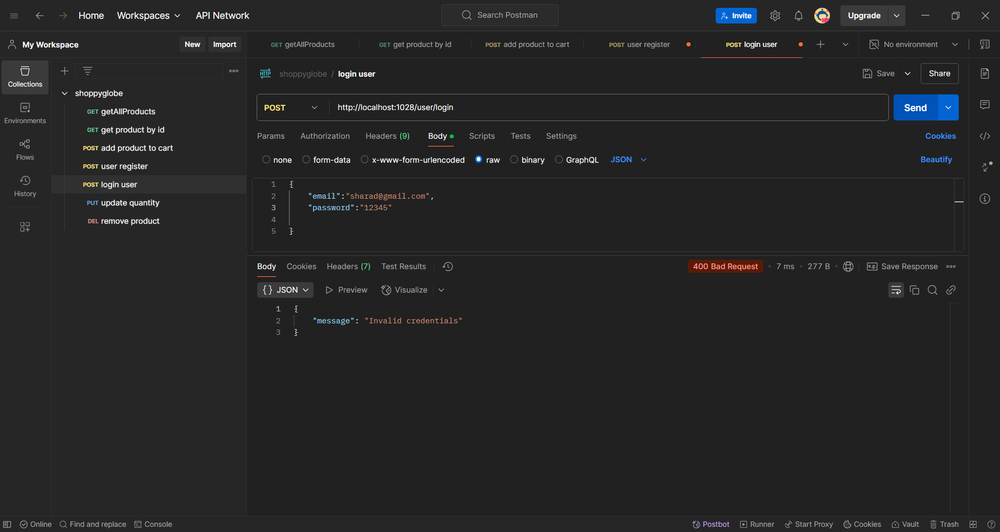 Home Workspaces API Network Search Postman Invite Upgrade
My Workspace New Import GET getAllProducts GET get product by id POST add product to cart POST user register POST login user No environment
Collections
Environments
Flows
History
shoppyglobe
GET getAllProducts
GET get product by id
POST add product to cart
POST user register
POST login user
PUT update quantity
DEL remove product
HTTP shoppyglobe / login user Save Share
POST http://localhost:1028/user/login Send
Params Authorization Headers (9) Body Scripts Tests Settings Cookies
none form-data x-www-form-urlencoded raw binary GraphQL JSON Beautify
1 {
2 "email":"sharad@gmail.com",
3 "password":"12345"
4
5 }
Body Cookies Headers (7) Test Results 400 Bad Request • 7 ms • 277 B • e.g. Save Response
{} JSON Preview Visualize
1 {
2 "message": "Invalid credentials"
3 }
Online Find and replace Console Postbot Runner Start Proxy Cookies Vault Trash